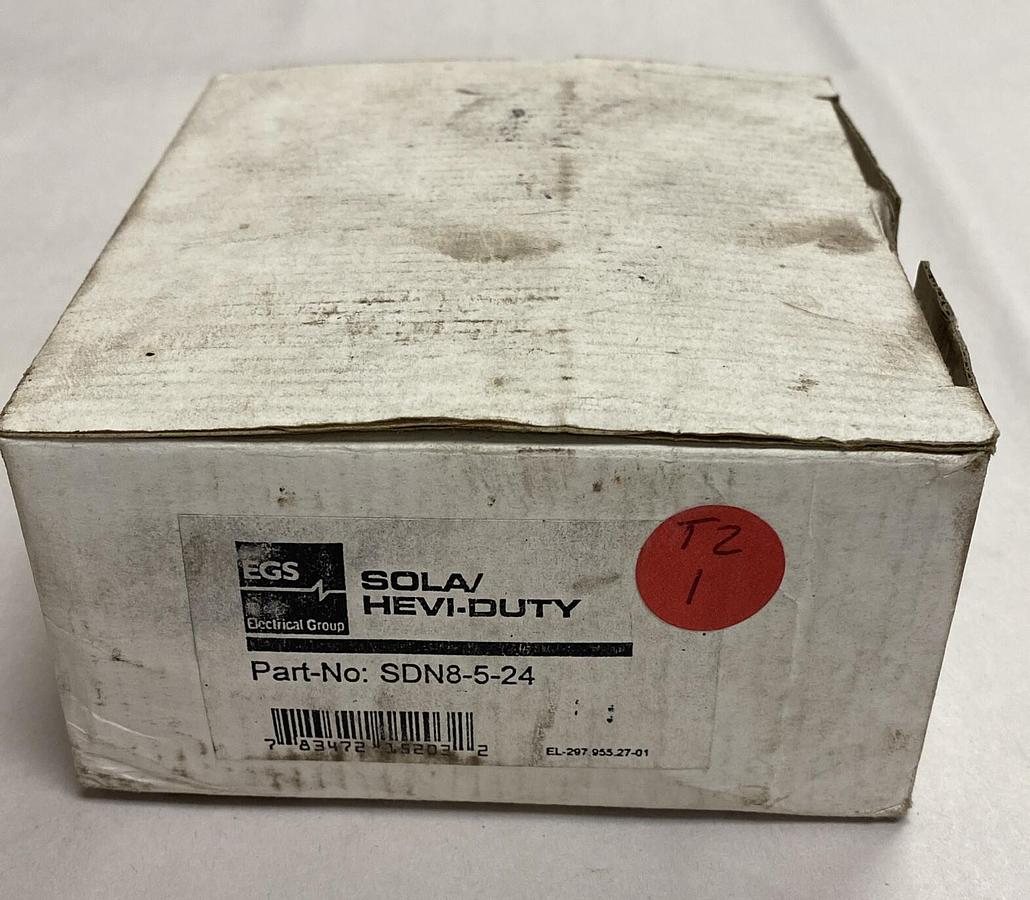 T2
1
EGS
Electrical Group
SOLA/
HEVI-DUTY
Part-No: SDN8-5-24
7 83472 15203 2
EL-297.955.27-01